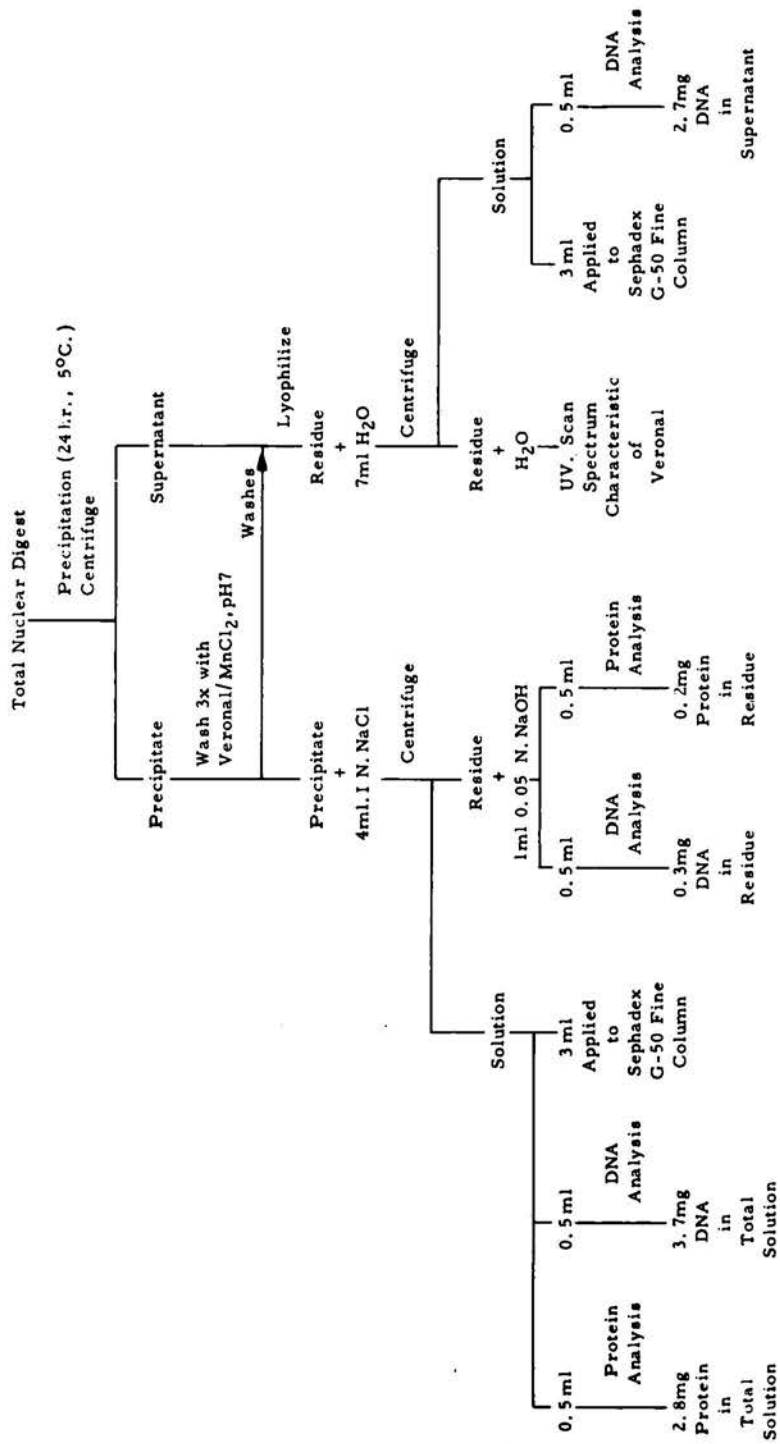 Total Nuclear Digest
Precipitation (24 hr., 5°C.)
Centrifuge
Precipitate
Supernatant
Wash 3x with
Veronal/MnCl2, pH7
Washes
Lyophilize
Precipitate
+
4ml. I N. NaCl
Centrifuge
Residue
+
7ml H2O
Centrifuge
Solution
Residue
+
1ml 0.05 N. NaOH
Residue
+
H2O
UV. Scan
Spectrum
Characteristic
of
Veronal
Solution
0.5 ml
Protein
Analysis
2.8mg
Protein
in
Total
Solution
0.5 ml
DNA
Analysis
3.7mg
DNA
in
Total
Solution
3 ml
Applied
to
Sephadex
G-50 Fine
Column
0.5 ml
DNA
Analysis
0.3mg
DNA
in
Residue
0.5 ml
Protein
Analysis
0.2mg
Protein
in
Residue
3 ml
Applied
to
Sephadex
G-50 Fine
Column
0.5 ml
DNA
Analysis
2.7mg
DNA
in
Supernatant